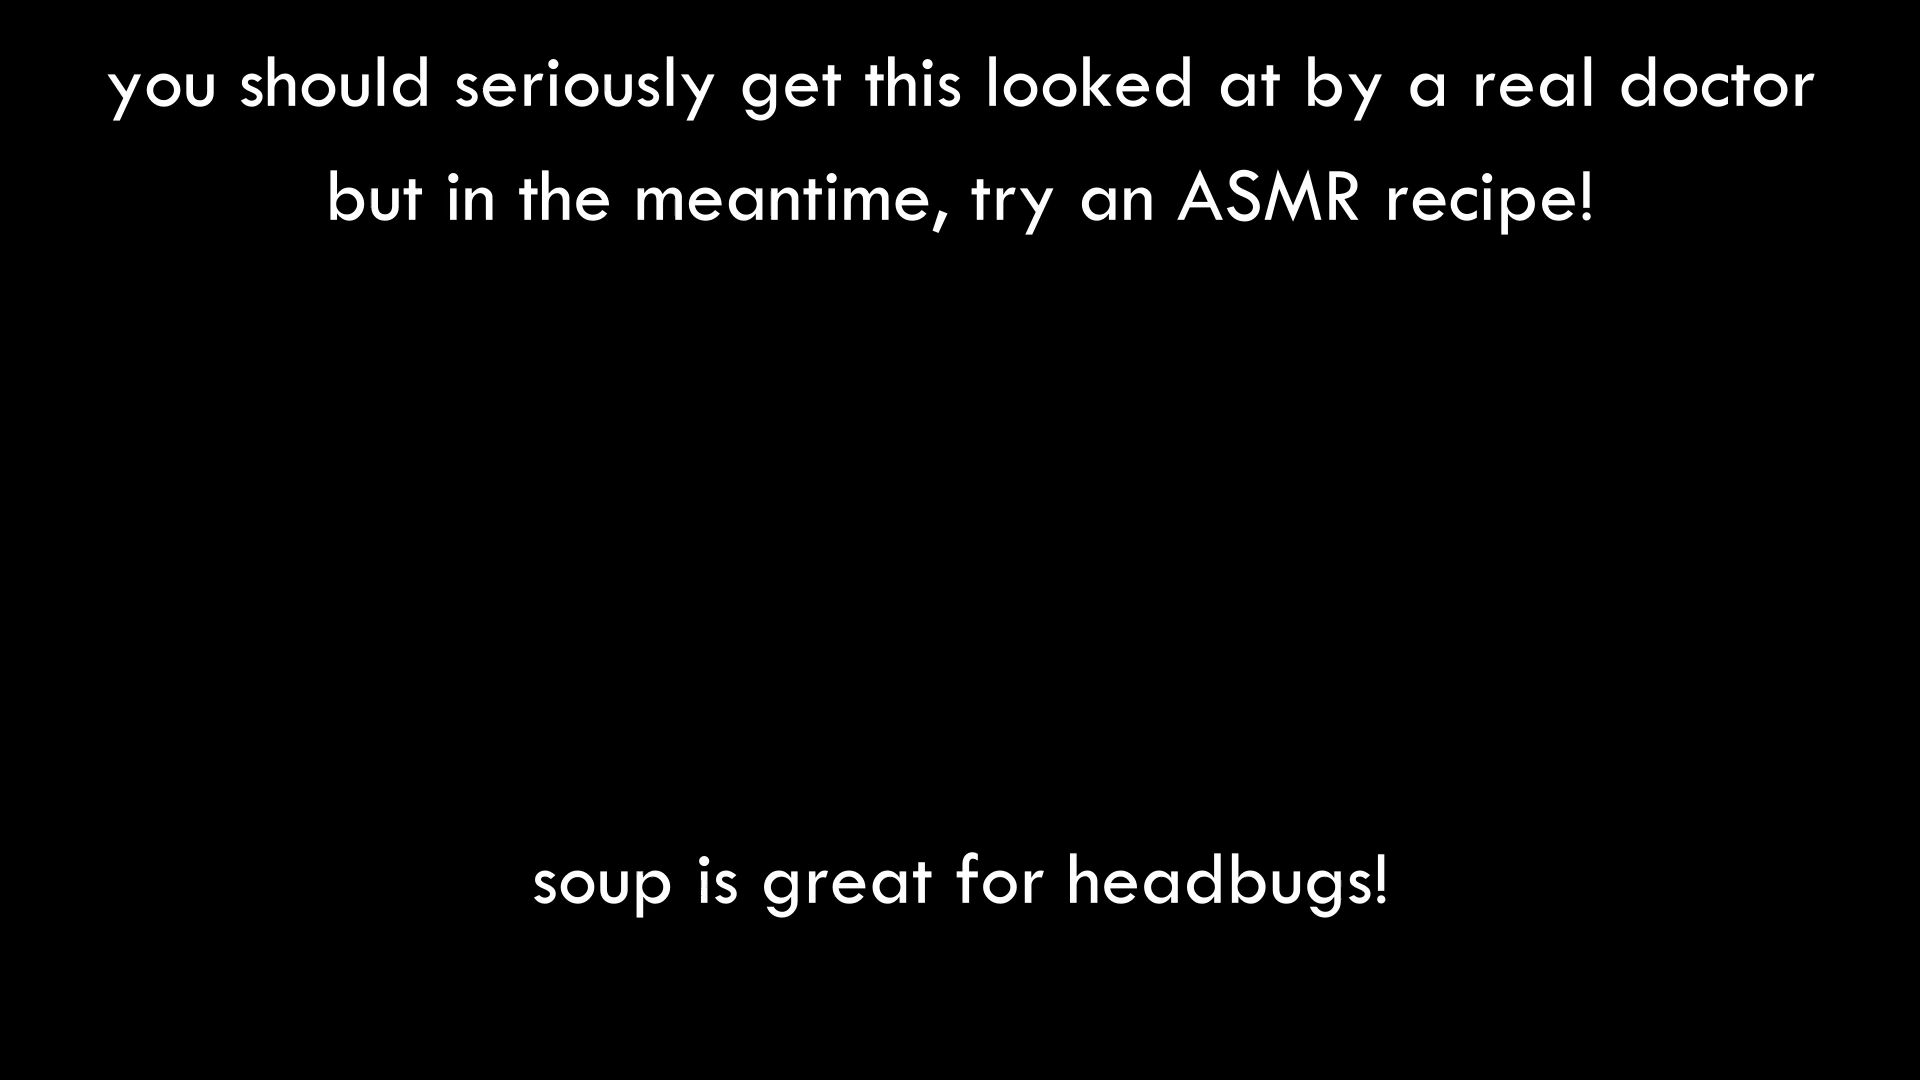 you should seriously get this looked at by a real doctor
but in the meantime, try an ASMR recipe!
soup is great for headbugs!